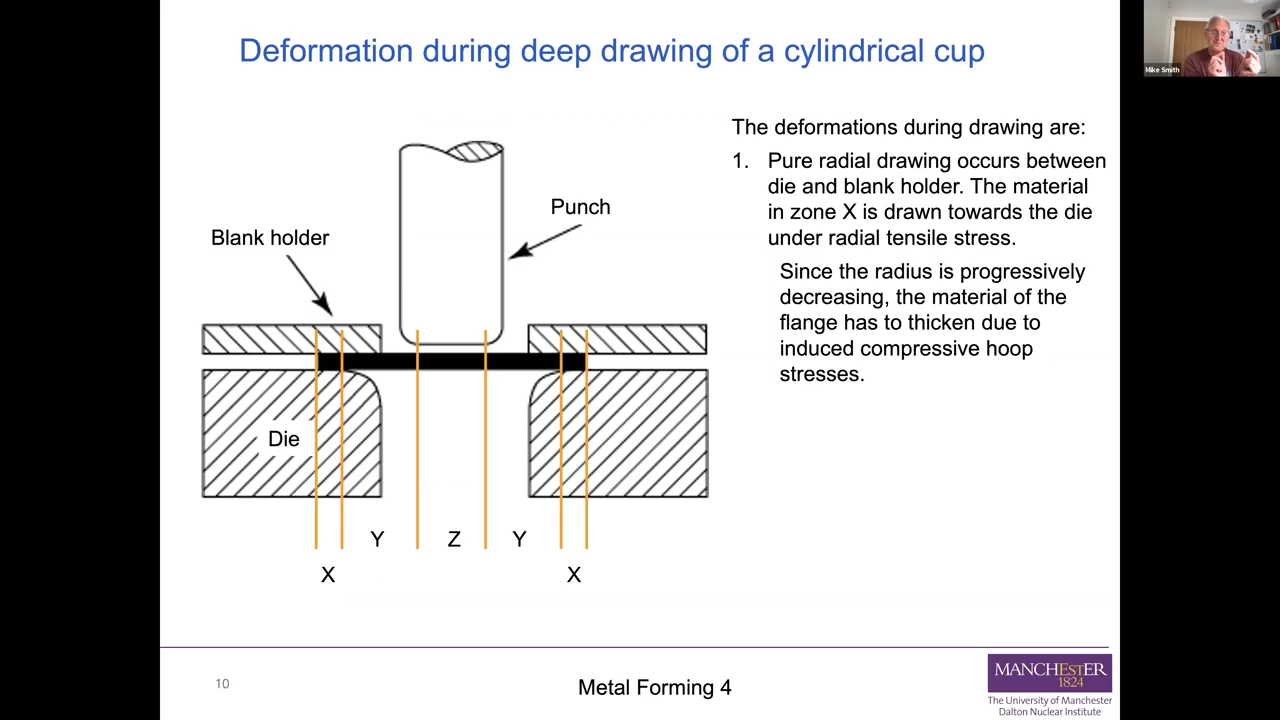 Deformation during deep drawing of a cylindrical cup
Mike Smith
The deformations during drawing are:
1. Pure radial drawing occurs between
die and blank holder. The material
in zone X is drawn towards the die
under radial tensile stress.
Since the radius is progressively
decreasing, the material of the
flange has to thicken due to
induced compressive hoop
stresses.
Punch
Blank holder
Die
Y Z Y
X X
10
Metal Forming 4
MANCHESTER
1824
The University of Manchester
Dalton Nuclear Institute